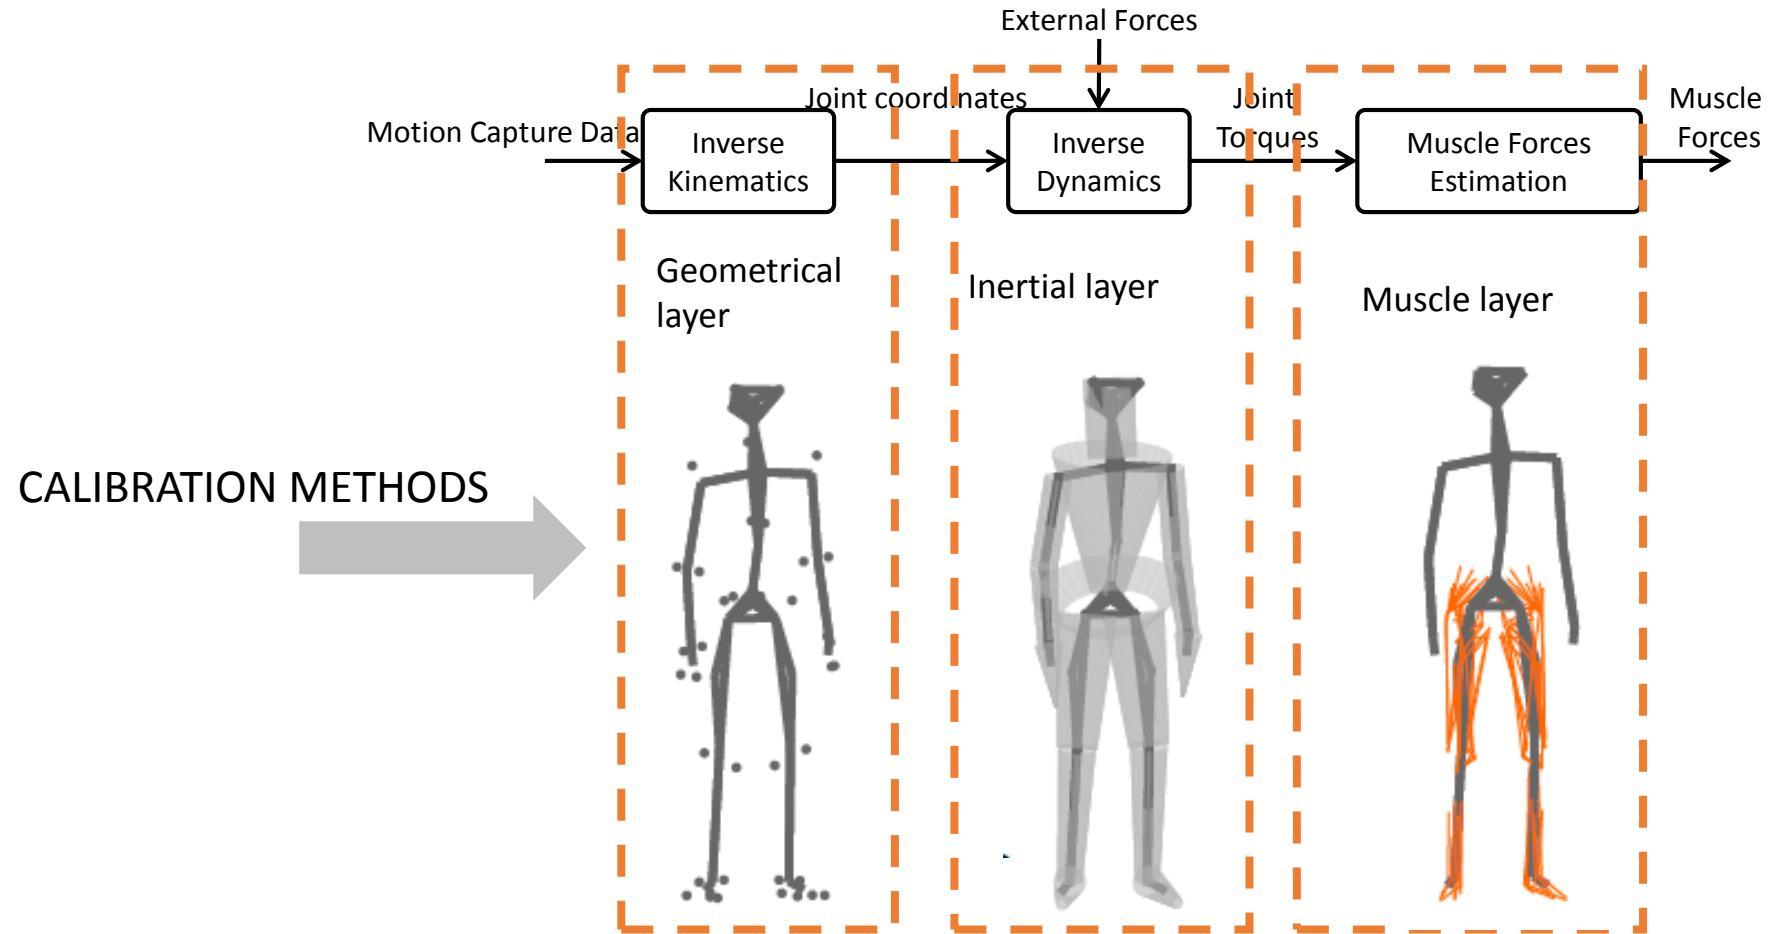 External Forces
Joint coordinates
Joint
Torques
Muscle
Forces
Motion Capture Data
Inverse
Kinematics
Inverse
Dynamics
Muscle Forces
Estimation
Geometrical
layer
Inertial layer
Muscle layer
CALIBRATION METHODS